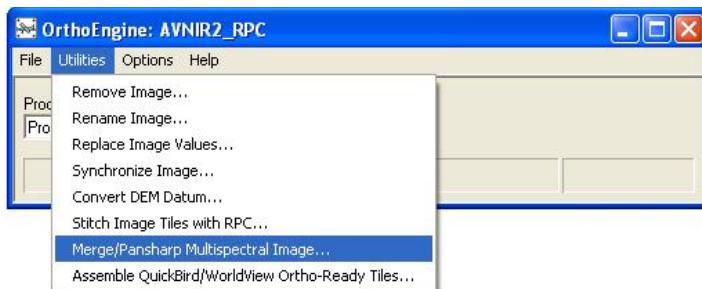 OrthoEngine: AVNIR2_RPC
File Utilities Options Help
Remove Image...
Rename Image...
Replace Image Values...
Synchronize Image...
Convert DEM Datum...
Stitch Image Tiles with RPC...
Merge/Pansharp Multispectral Image...
Assemble QuickBird/WorldView Ortho-Ready Tiles...